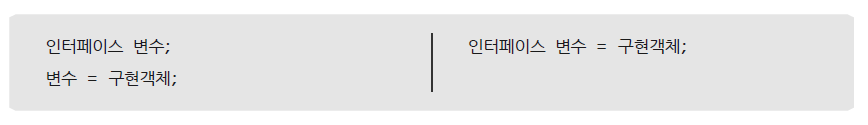 인터페이스 변수;
변수 = 구현객체;
인터페이스 변수 = 구현객체;